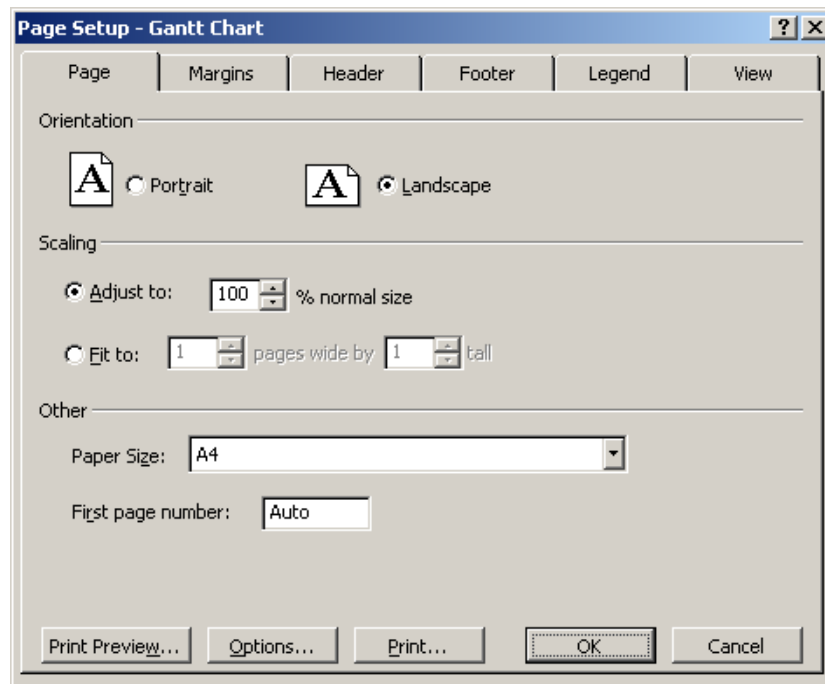 Page Setup - Gantt Chart
Page Margins Header Footer Legend View
Orientation
A Portrait A Landscape
Scaling
Adjust to: 100 % normal size
Fit to: 1 pages wide by 1 tall
Other
Paper Size: A4
First page number: Auto
Print Preview... Options... Print... OK Cancel